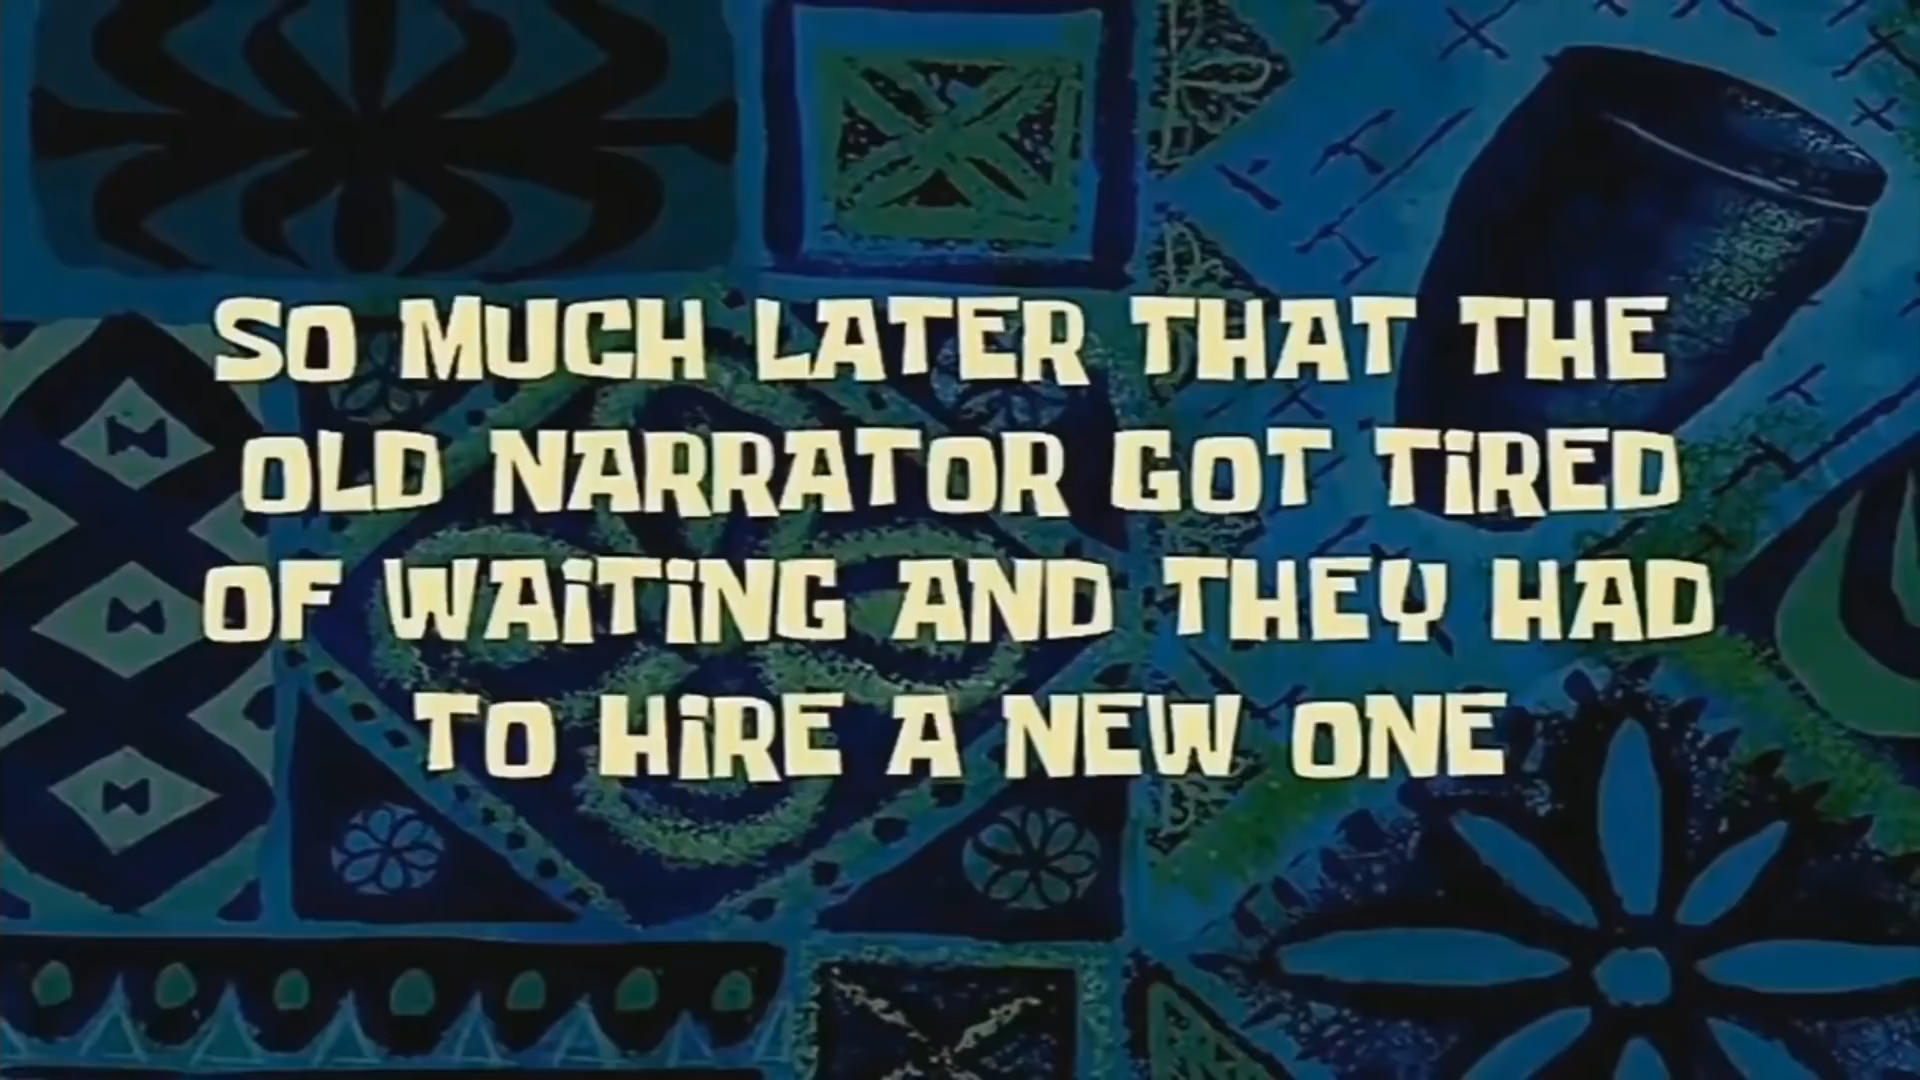 SO MUCH LATER THAT THE
OLD NARRATOR GOT TiRED
OF WAiTiNG AND THEY HAD
TO HiRE A NEW ONE